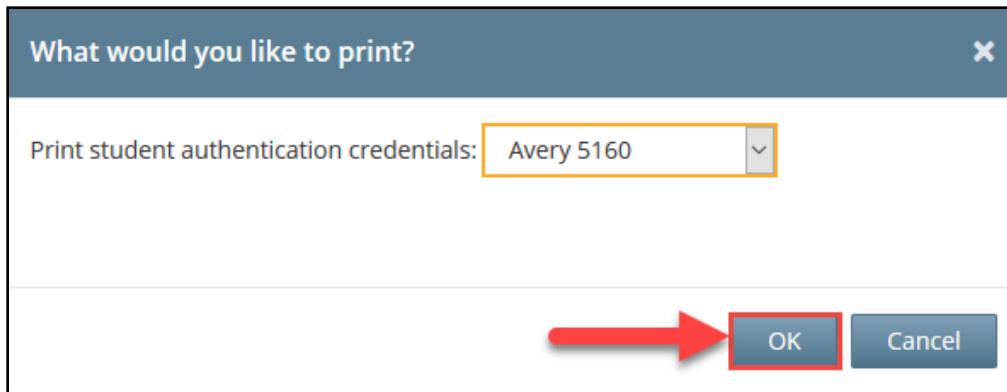 What would you like to print?
Print student authentication credentials: Avery 5160
OK Cancel